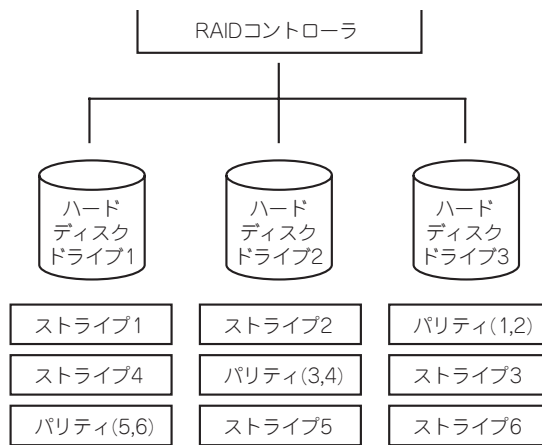 RAIDコントローラ
ハード
ディスク
ドライブ1
ハード
ディスク
ドライブ2
ハード
ディスク
ドライブ3
ストライプ1
ストライプ2
パリティ(1,2)
ストライプ4
パリティ(3,4)
ストライプ3
パリティ(5,6)
ストライプ5
ストライプ6